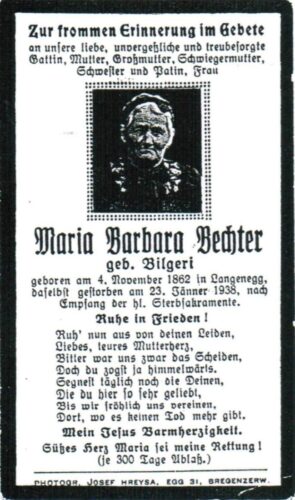 Zur frommen Erinnerung im Gebete
an unsere liebe, unvergeßliche und treubesorgte
Gattin, Mutter, Großmutter, Schwiegermutter,
Schwester und Patin, Frau
Maria Barbara Bechter
geb. Bilgeri
geboren am 4. November 1862 in Langenegg,
daselbst gestorben am 23. Jänner 1938, nach
Empfang der hl. Sterbsakramente.
Ruhe in Frieden!
Ruh' nun aus von deinen Leiden,
Liebes, teures Mutterherz,
Bitter war uns zwar das Scheiden,
Doch du zogst ja himmelwärts.
Segnest täglich noch die Deinen,
Die du hier so sehr geliebt,
Bis wir fröhlich uns vereinen,
Dort, wo es keinen Tod mehr gibt.
Mein Jesus Barmherzigkeit.
Süßes Herz Maria sei meine Rettung!
(je 300 Tage Ablaß.)
PHOTOGR. JOSEF HREYSA, EGG 31, BREGENZERW.